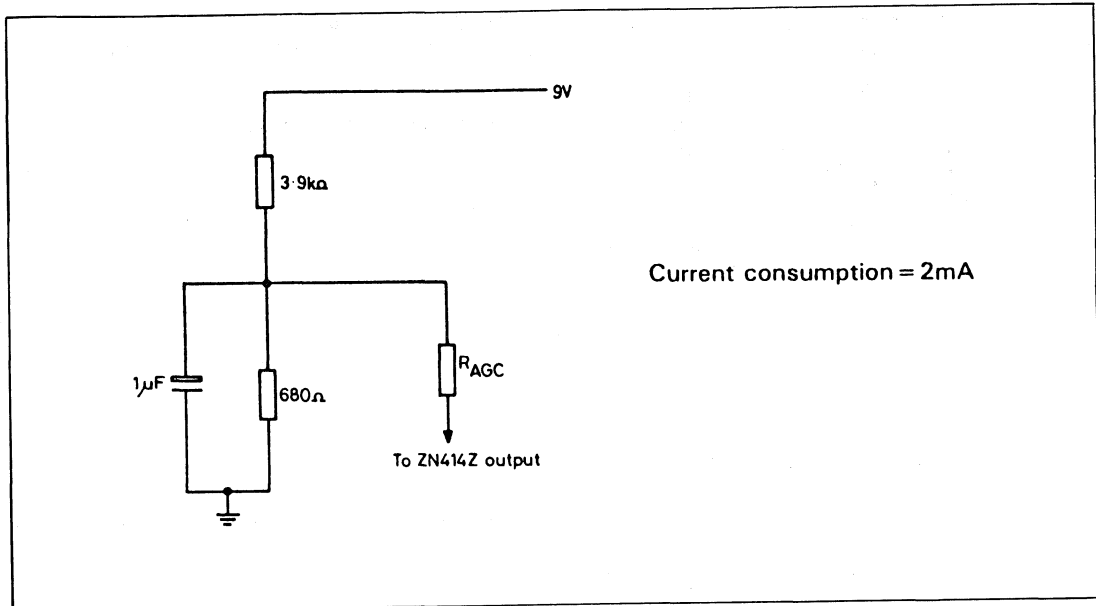 9V
3·9kΩ
Current consumption = 2mA
RAGC
1µF
680Ω
To ZN414Z output